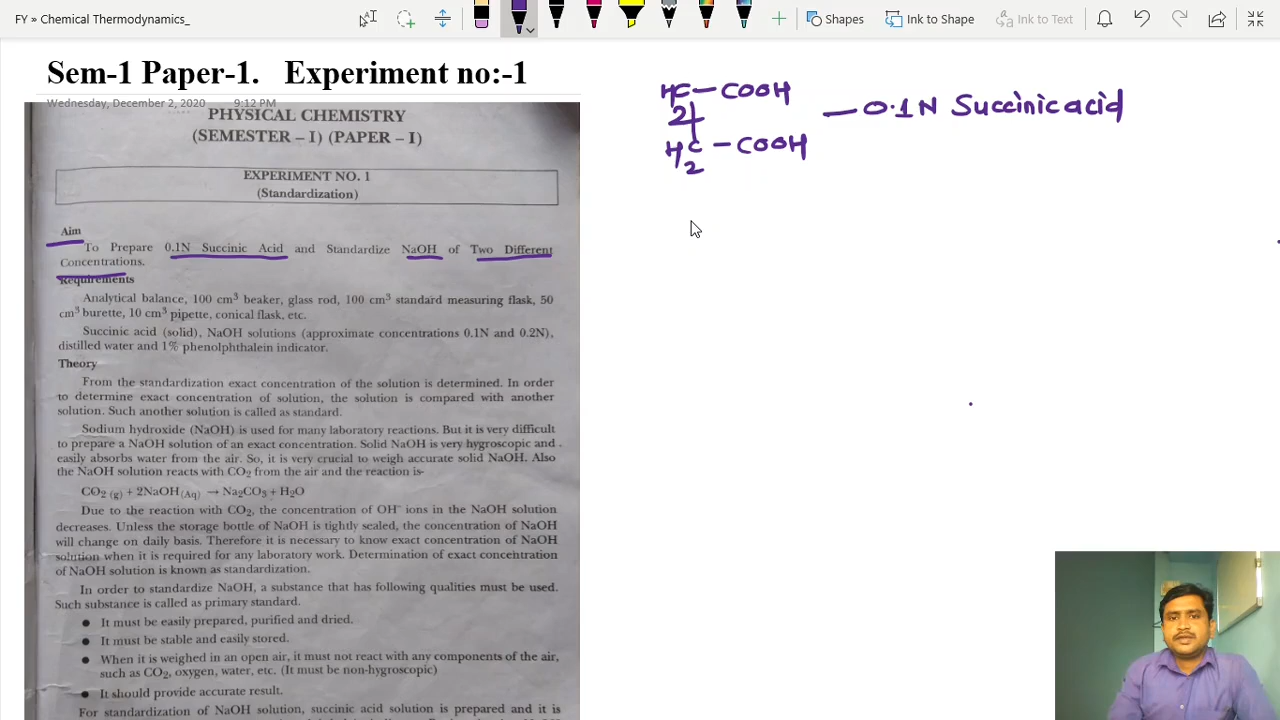 FY » Chemical Thermodynamics_
Shapes
Ink to Shape
Ink to Text
Sem-1 Paper-1. Experiment no:-1
Wednesday, December 2, 2020 9:12 PM
PHYSICAL CHEMISTRY
(SEMESTER – I) (PAPER – I)
EXPERIMENT NO. 1
(Standardization)
Aim
To Prepare 0.1N Succinic Acid and Standardize NaOH of Two Different
Concentrations.
Requirements
Analytical balance, 100 cm³ beaker, glass rod, 100 cm³ standard measuring flask, 50
cm³ burette, 10 cm³ pipette, conical flask, etc.
Succinic acid (solid), NaOH solutions (approximate concentrations 0.1N and 0.2N),
distilled water and 1% phenolphthalein indicator.
Theory
From the standardization exact concentration of the solution is determined. In order
to determine exact concentration of solution, the solution is compared with another
solution. Such another solution is called as standard.
Sodium hydroxide (NaOH) is used for many laboratory reactions. But it is very difficult
to prepare a NaOH solution of an exact concentration. Solid NaOH is very hygroscopic and
easily absorbs water from the air. So, it is very crucial to weigh accurate solid NaOH. Also
the NaOH solution reacts with CO₂ from the air and the reaction is-
CO₂ (g) + 2NaOH(Aq) → Na₂CO₃ + H₂O
Due to the reaction with CO₂, the concentration of OH⁻ ions in the NaOH solution
decreases. Unless the storage bottle of NaOH is tightly sealed, the concentration of NaOH
will change on daily basis. Therefore it is necessary to know exact concentration of NaOH
solution when it is required for any laboratory work. Determination of exact concentration
of NaOH solution is known as standardization.
In order to standardize NaOH, a substance that has following qualities must be used.
Such substance is called as primary standard.
● It must be easily prepared, purified and dried.
● It must be stable and easily stored.
● When it is weighed in an open air, it must not react with any components of the air,
such as CO₂, oxygen, water, etc. (It must be non-hygroscopic)
● It should provide accurate result.
For standardization of NaOH solution, succinic acid solution is prepared and it is
H₂C — COOH
H₂C — COOH
— 0.1N Succinic acid